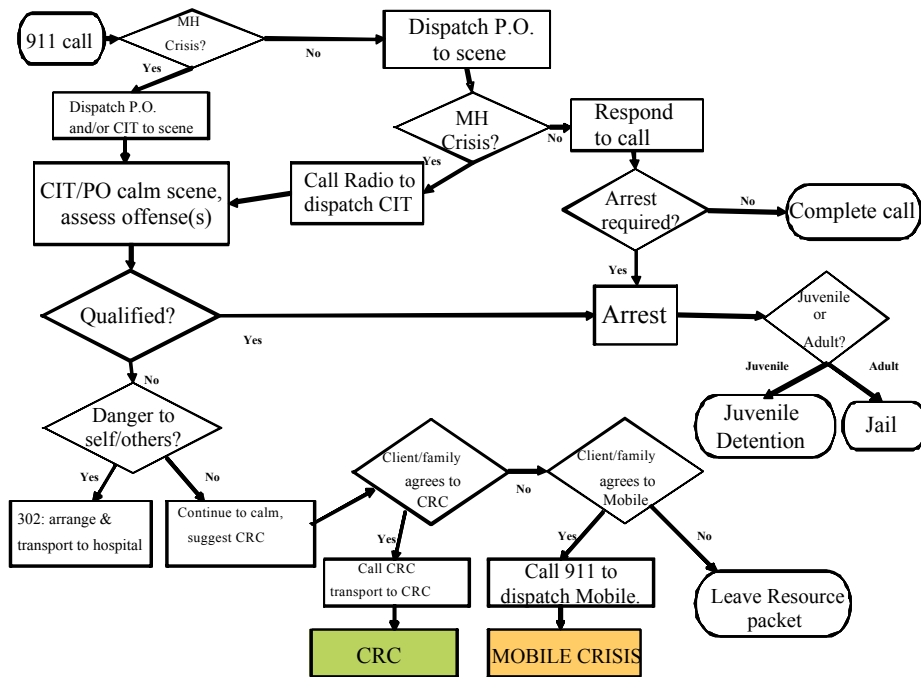 911 call
MH
Crisis?
No
Yes
Dispatch P.O.
to scene
Dispatch P.O.
and/or CIT to scene
MH
Crisis?
No
Yes
Respond
to call
CIT/PO calm scene,
assess offense(s)
Call Radio to
dispatch CIT
Arrest
required?
No
Yes
Complete call
Qualified?
Yes
No
Arrest
Juvenile
or
Adult?
Juvenile
Adult
Juvenile
Detention
Jail
Danger to
self/others?
Yes
No
302: arrange &
transport to hospital
Continue to calm,
suggest CRC
Client/family
agrees to
CRC
No
Yes
Client/family
agrees to
Mobile
Yes
No
Call CRC
transport to CRC
Call 911 to
dispatch Mobile.
Leave Resource
packet
CRC
MOBILE CRISIS